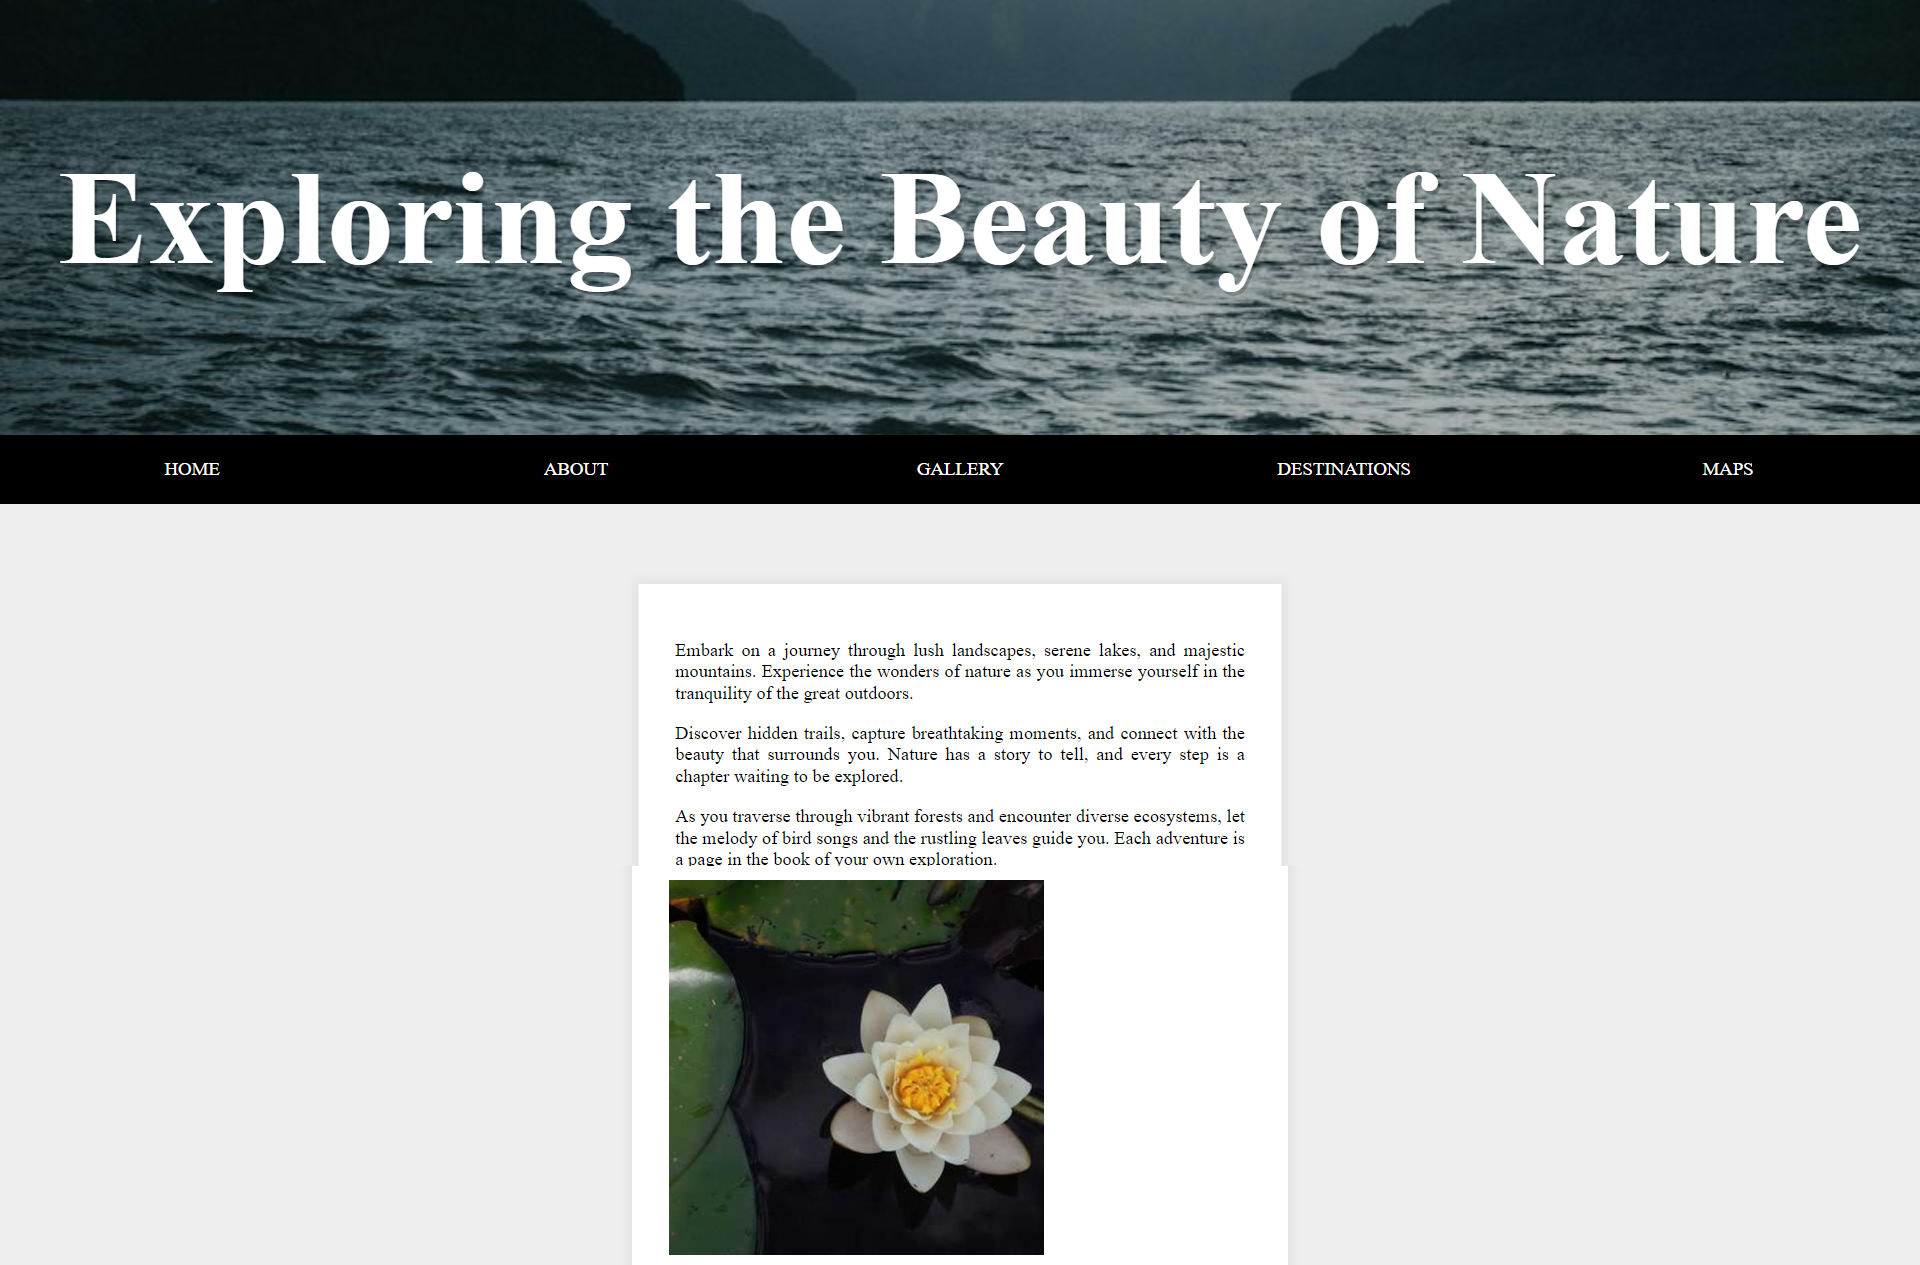 Exploring the Beauty of Nature
HOME ABOUT GALLERY DESTINATIONS MAPS
Embark on a journey through lush landscapes, serene lakes, and majestic
mountains. Experience the wonders of nature as you immerse yourself in the
tranquility of the great outdoors.
Discover hidden trails, capture breathtaking moments, and connect with the
beauty that surrounds you. Nature has a story to tell, and every step is a
chapter waiting to be explored.
As you traverse through vibrant forests and encounter diverse ecosystems, let
the melody of bird songs and the rustling leaves guide you. Each adventure is
a page in the book of your own exploration.